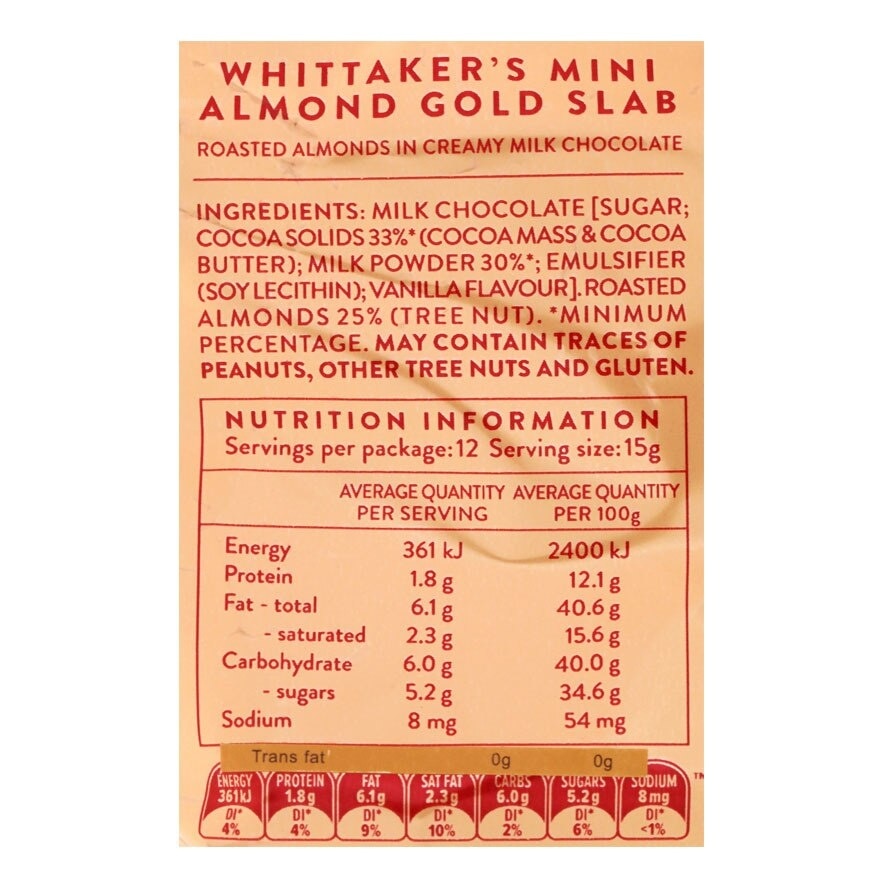 WHITTAKER'S MINI
ALMOND GOLD SLAB
ROASTED ALMONDS IN CREAMY MILK CHOCOLATE
INGREDIENTS: MILK CHOCOLATE [SUGAR;
COCOA SOLIDS 33%* (COCOA MASS & COCOA
BUTTER); MILK POWDER 30%*; EMULSIFIER
(SOY LECITHIN); VANILLA FLAVOUR]. ROASTED
ALMONDS 25% (TREE NUT). *MINIMUM
PERCENTAGE. MAY CONTAIN TRACES OF
PEANUTS, OTHER TREE NUTS AND GLUTEN.
NUTRITION INFORMATION
Servings per package: 12 Serving size: 15g
AVERAGE QUANTITY AVERAGE QUANTITY
PER SERVING PER 100g
Energy 361 kJ 2400 kJ
Protein 1.8 g 12.1 g
Fat - total 6.1 g 40.6 g
- saturated 2.3 g 15.6 g
Carbohydrate 6.0 g 40.0 g
- sugars 5.2 g 34.6 g
Sodium 8 mg 54 mg
Trans fat 0g 0g
ENERGY PROTEIN FAT SAT FAT CARBS SUGARS SODIUM TM
361kJ 1.8g 6.1g 2.3g 6.0g 5.2g 8mg
DI* DI* DI* DI* DI* DI* DI*
4% 4% 9% 10% 2% 6% <1%